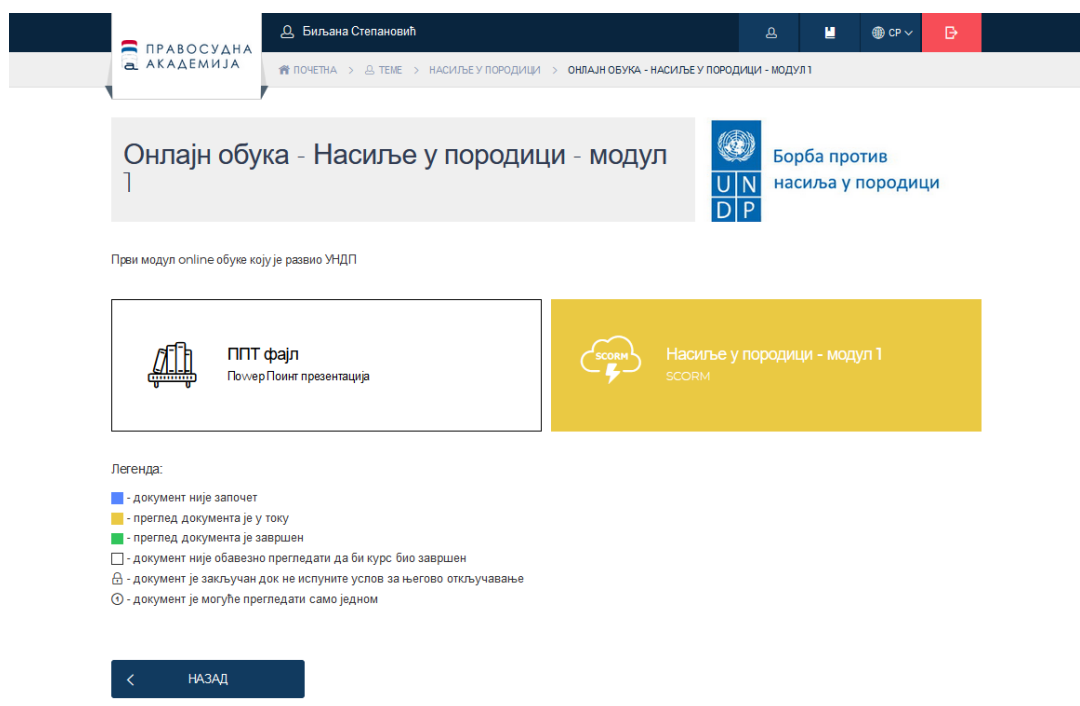 ПРАВОСУДНА
АКАДЕМИЈА
Биљана Степановић
СР
ПОЧЕТНА > ТЕМЕ > НАСИЉЕ У ПОРОДИЦИ > ОНЛАЈН ОБУКА - НАСИЉЕ У ПОРОДИЦИ - МОДУЛ 1
Онлајн обука - Насиље у породици - модул
1
U N
D P
Борба против
насиља у породици
Први модул online обуке коју је развио УНДП
ППТ фајл
Поwер Поинт презентација
SCORM
Насиље у породици - модул 1
SCORM
Легенда:
- документ није започет
- преглед документа је у току
- преглед документа је завршен
- документ није обавезно прегледати да би курс био завршен
- документ је закључан док не испуните услов за његово откључавање
1 - документ је могуће прегледати само једном
< НАЗАД